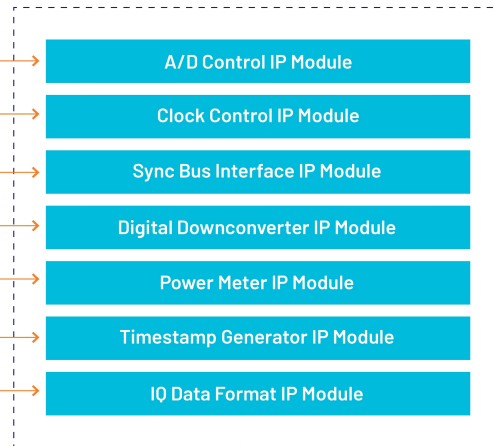 A/D Control IP Module
Clock Control IP Module
Sync Bus Interface IP Module
Digital Downconverter IP Module
Power Meter IP Module
Timestamp Generator IP Module
IQ Data Format IP Module